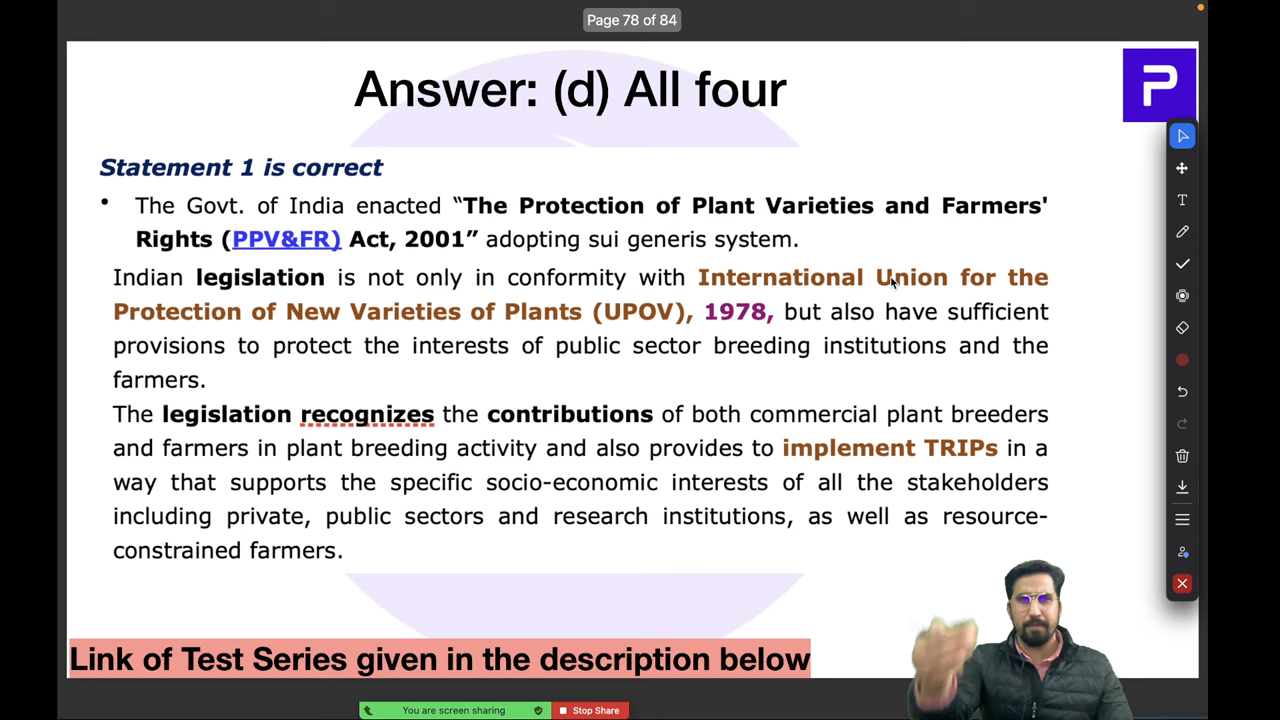 Page 78 of 84
Answer: (d) All four
P
Statement 1 is correct
• The Govt. of India enacted “The Protection of Plant Varieties and Farmers'
Rights (PPV&FR) Act, 2001” adopting sui generis system.
Indian legislation is not only in conformity with International Union for the
Protection of New Varieties of Plants (UPOV), 1978, but also have sufficient
provisions to protect the interests of public sector breeding institutions and the
farmers.
The legislation recognizes the contributions of both commercial plant breeders
and farmers in plant breeding activity and also provides to implement TRIPs in a
way that supports the specific socio-economic interests of all the stakeholders
including private, public sectors and research institutions, as well as resource-
constrained farmers.
Link of Test Series given in the description below
You are screen sharing Stop Share